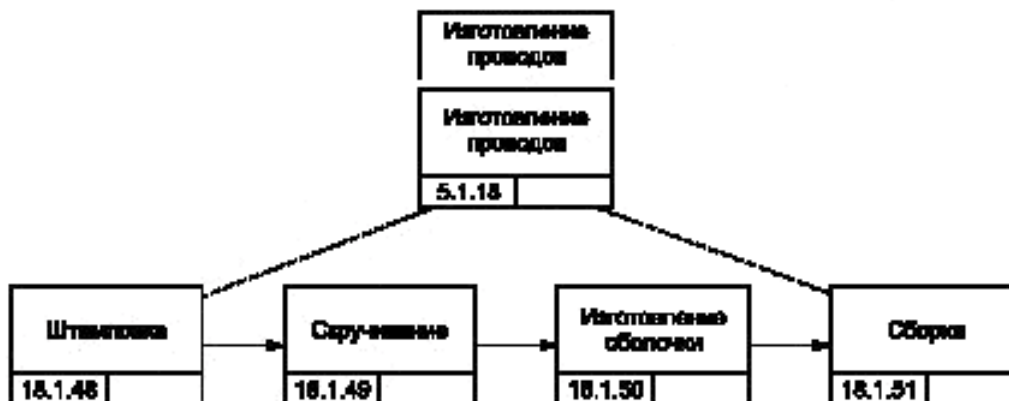 Изготовление
проводов
Изготовление
проводов
5.1.18
Штамповка
Скручивание
Изготовление
оболочки
Сборка
18.1.48
18.1.49
18.1.50
18.1.51